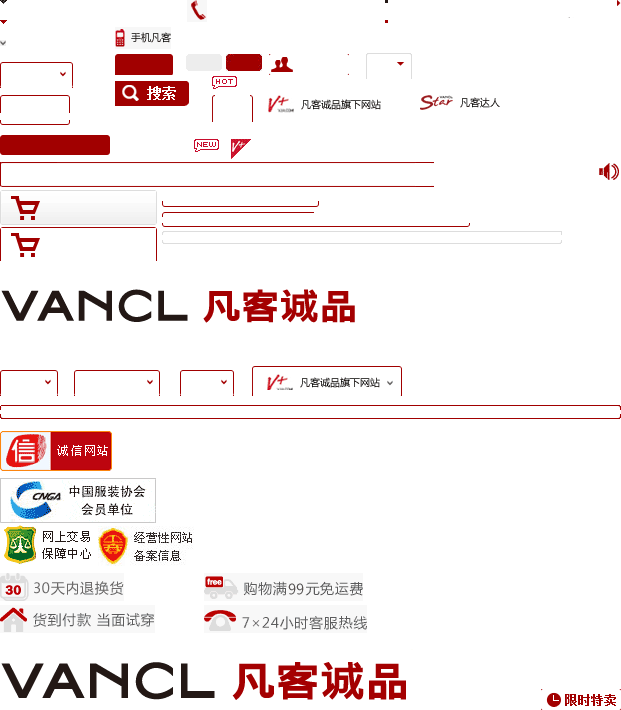 手机凡客
搜索
HOT
V+
凡客诚品旗下网站
Star
凡客达人
NEW
V+
VANCL 凡客诚品
V+
凡客诚品旗下网站
信
诚信网站
CNGA
中国服装协会
会员单位
网上交易
保障中心
经营性网站
备案信息
30
30天内退换货
free
购物满99元免运费
货到付款 当面试穿
7×24小时客服热线
VANCL 凡客诚品
限时特卖